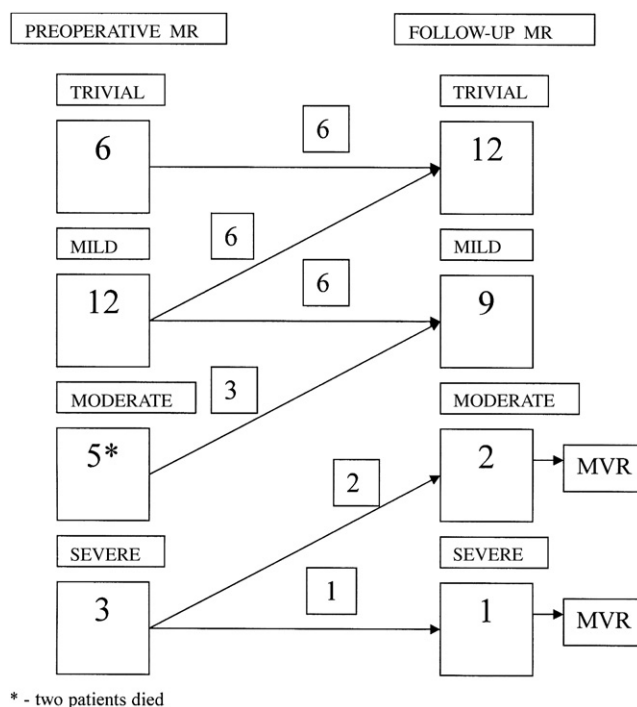 PREOPERATIVE MR FOLLOW-UP MR
TRIVIAL TRIVIAL
6 6 12
6
MILD MILD
12 6 9
MODERATE 3 MODERATE
5* 2 2 MVR
SEVERE SEVERE
3 1 1 MVR
* - two patients died